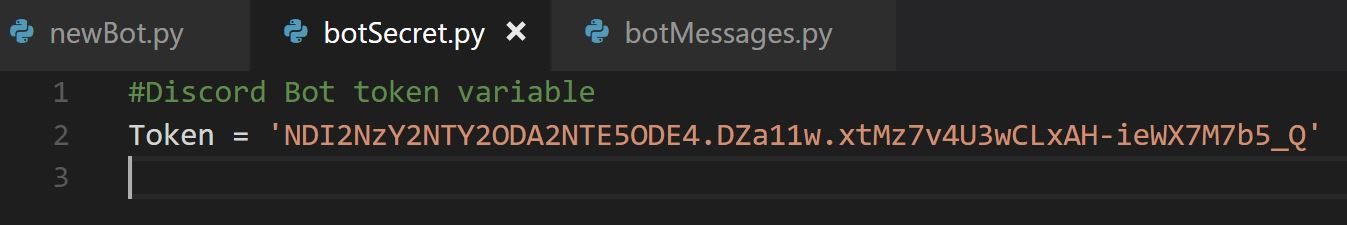 newBot.py botSecret.py × botMessages.py
1 #Discord Bot token variable
2 Token = 'NDI2NzY2NTY2ODA2NTE5ODE4.DZa11w.xtMz7v4U3wCLxAH-ieWX7M7b5_Q'
3